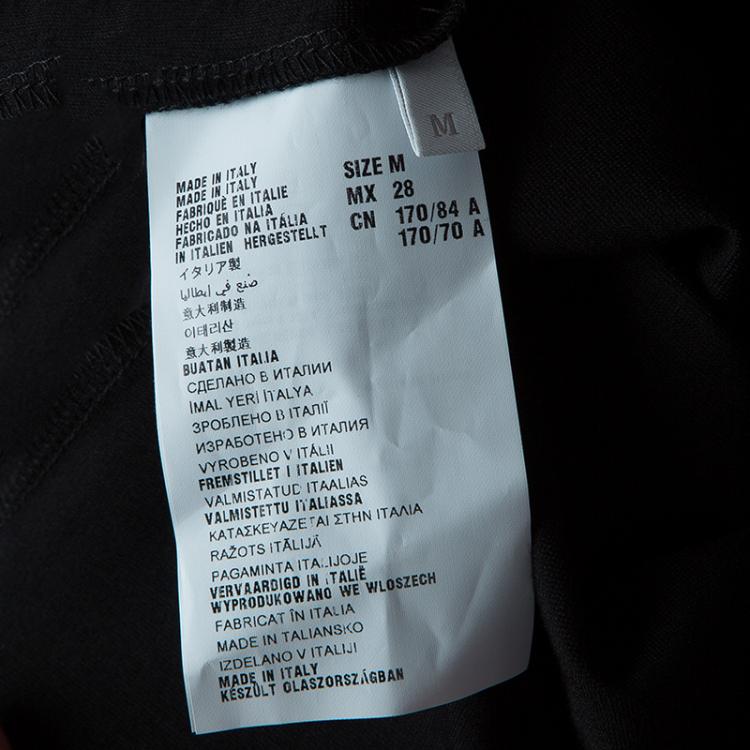 M
MADE IN ITALY
MADE IN ITALY
FABRIQUÈ EN ITALIE
HECHO EN ITALIA
FABRICADO NA ITÁLIA
IN ITALIEN HERGESTELLT
イタリア製
صنع في إيطاليا
意大利制造
이태리산
意大利製造
BUATAN ITALIA
СДЕЛАНО В ИТАЛИИ
İMAL YERİ İTALYA
ЗРОБЛЕНО В ІТАЛІЇ
ИЗРАБОТЕНО В ИТАЛИЯ
VYROBENO V ITÁLII
FREMSTILLET I ITALIEN
VALMISTATUD ITAALIAS
VALMISTETTU ITALIASSA
ΚΑΤΑΣΚΕΥΑΖΕΤΑΙ ΣΤΗΝ ΙΤΑΛΙΑ
RAŽOTS ITĀLIJĀ
PAGAMINTA ITALIJOJE
VERVAARDIGD IN ITALIË
WYPRODUKOWANO WE WLOSZECH
FABRICAT ÎN ITALIA
MADE IN TALIANSKO
IZDELANO V ITALIJI
MADE IN ITALY
KÉSZÜLT OLASZORSZÁGBAN
SIZE M
MX 28
CN 170/84 A
170/70 A